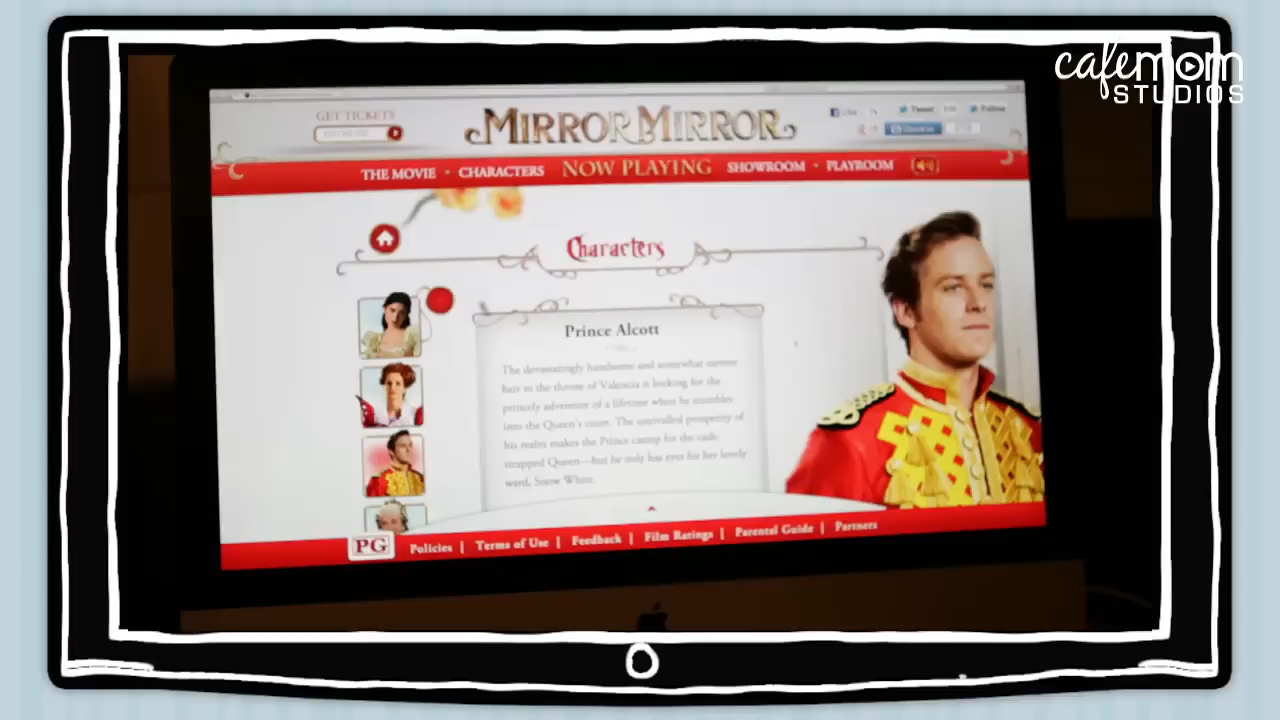 cafemom
STUDIOS
GET TICKETS
MIRROR MIRROR
Like
Tweet
Follow
THE MOVIE • CHARACTERS NOW PLAYING SHOWROOM • PLAYROOM
Characters
Prince Alcott
The devastatingly handsome and somewhat
hair to the throne of Valencia is looking for the
princely adventure of a lifetime when he stumbles
into the Queen's court. The unrivalled prosperity of
his realm makes the Prince catnip for the cash-
strapped Queen—but he only has eyes for her lovely
ward, Snow White.
PG
Policies | Terms of Use | Feedback | Film Ratings | Parental Guide | Partners